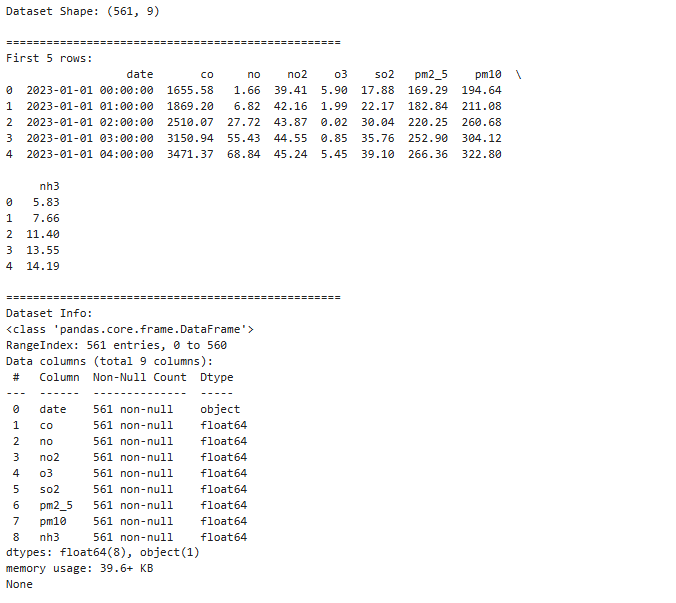 Dataset Shape: (561, 9)
==================================================
First 5 rows:
                  date       co     no    no2    o3    so2   pm2_5    pm10  \
0  2023-01-01 00:00:00  1655.58   1.66  39.41  5.90  17.88  169.29  194.64
1  2023-01-01 01:00:00  1869.20   6.82  42.16  1.99  22.17  182.84  211.08
2  2023-01-01 02:00:00  2510.07  27.72  43.87  0.02  30.04  220.25  260.68
3  2023-01-01 03:00:00  3150.94  55.43  44.55  0.85  35.76  252.90  304.12
4  2023-01-01 04:00:00  3471.37  68.84  45.24  5.45  39.10  266.36  322.80
     nh3
0   5.83
1   7.66
2  11.40
3  13.55
4  14.19
==================================================
Dataset Info:
<class 'pandas.core.frame.DataFrame'>
RangeIndex: 561 entries, 0 to 560
Data columns (total 9 columns):
 #   Column  Non-Null Count  Dtype
---  ------  --------------  -----
 0   date    561 non-null    object
 1   co      561 non-null    float64
 2   no      561 non-null    float64
 3   no2     561 non-null    float64
 4   o3      561 non-null    float64
 5   so2     561 non-null    float64
 6   pm2_5   561 non-null    float64
 7   pm10    561 non-null    float64
 8   nh3     561 non-null    float64
dtypes: float64(8), object(1)
memory usage: 39.6+ KB
None